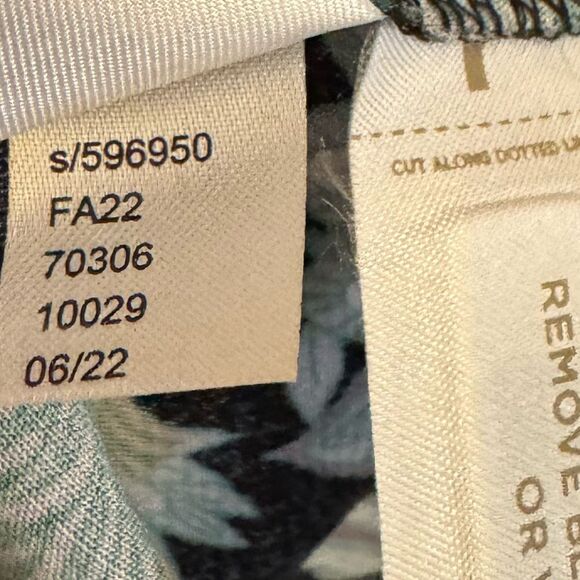 s/596950
FA22
70306
10029
06/22
CUT ALONG DOTTED
REMOVE
OR